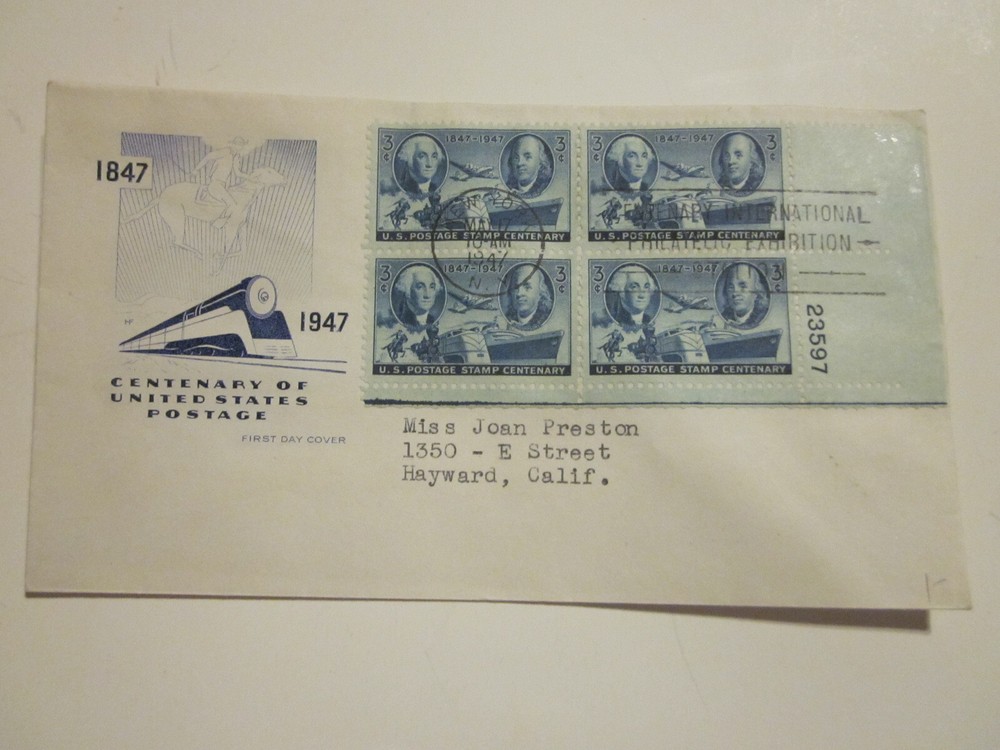 1847
1947
CENTENARY OF
UNITED STATES
POSTAGE
FIRST DAY COVER
3¢ 1847-1947 3¢
U.S. POSTAGE STAMP CENTENARY
3¢ 1847-1947 3¢
U.S. POSTAGE STAMP CENTENARY
3¢ 1847-1947 3¢
U.S. POSTAGE STAMP CENTENARY
3¢ 1847-1947 3¢
U.S. POSTAGE STAMP CENTENARY
10-AM
1947
N.
CENTENARY INTERNATIONAL
PHILATELIC EXHIBITION
23597
Miss Joan Preston
1350 - E Street
Hayward, Calif.